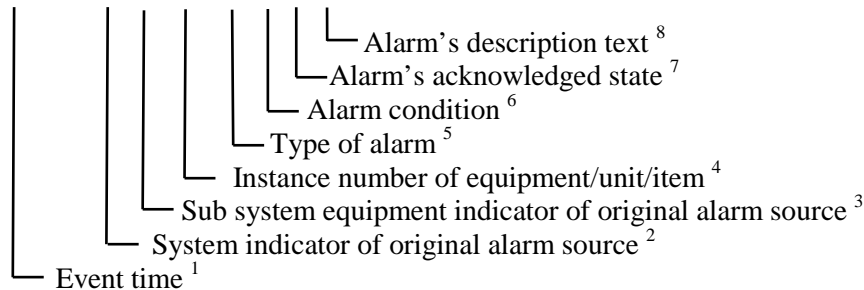 Alarm’s description text 8
Alarm’s acknowledged state 7
Alarm condition 6
Type of alarm 5
Instance number of equipment/unit/item 4
Sub system equipment indicator of original alarm source 3
System indicator of original alarm source 2
Event time 1